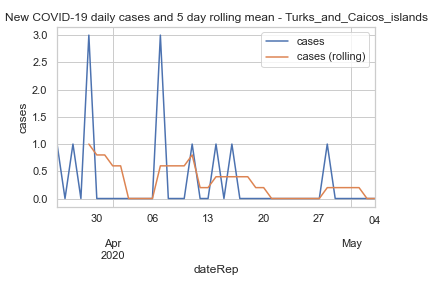 New COVID-19 daily cases and 5 day rolling mean - Turks_and_Caicos_islands
cases
cases (rolling)
3.0
2.5
2.0
1.5
1.0
0.5
0.0
cases
30 06 13 20 27 04
Apr May
2020
dateRep